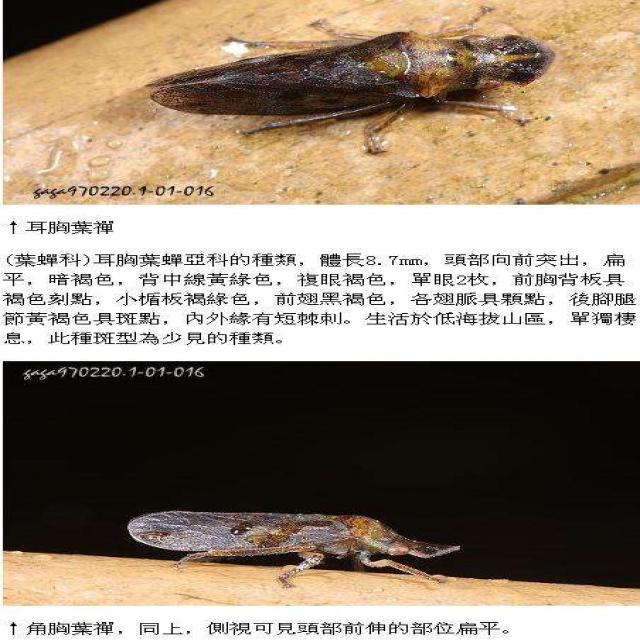 gaga970220.1-01-016
↑耳胸葉禪
(葉蟬科)耳胸葉蟬亞科的種類，體長8.7mm，頭部向前突出，扁
平，暗褐色，背中線黃綠色，複眼褐色，單眼2枚，前胸背板具
褐色刻點，小楯板褐綠色，前翅黑褐色，各翅脈具顆點，後腳腿
節黃褐色具斑點，內外緣有短棘刺。生活於低海拔山區，單獨棲
息，此種斑型為少見的種類。
gaga970220.1-01-016
↑角胸葉禪，同上，側視可見頭部前伸的部位扁平。